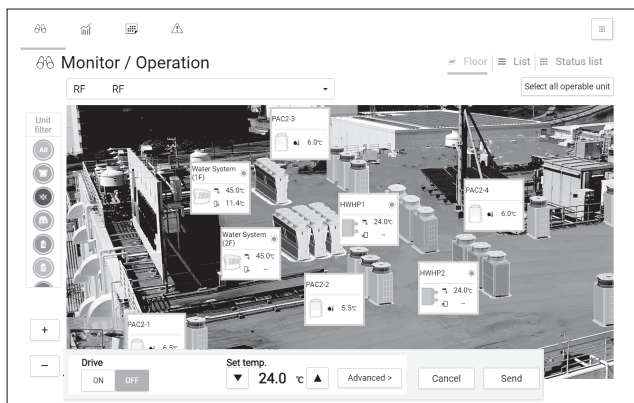 Monitor / Operation
Floor
List
Status list
RF RF
Select all operable unit
Unit
filter
All
PAC2-3
6.0℃
Water System
(1F)
45.0℃
11.4℃
PAC2-4
6.0℃
HWHP1
24.0℃
--
Water System
(2F)
45.0℃
--
HWHP2
24.0℃
--
PAC2-2
5.5℃
PAC2-1
6.5℃
+
−
Drive
ON OFF
Set temp.
▼ 24.0 ℃ ▲
Advanced >
Cancel
Send